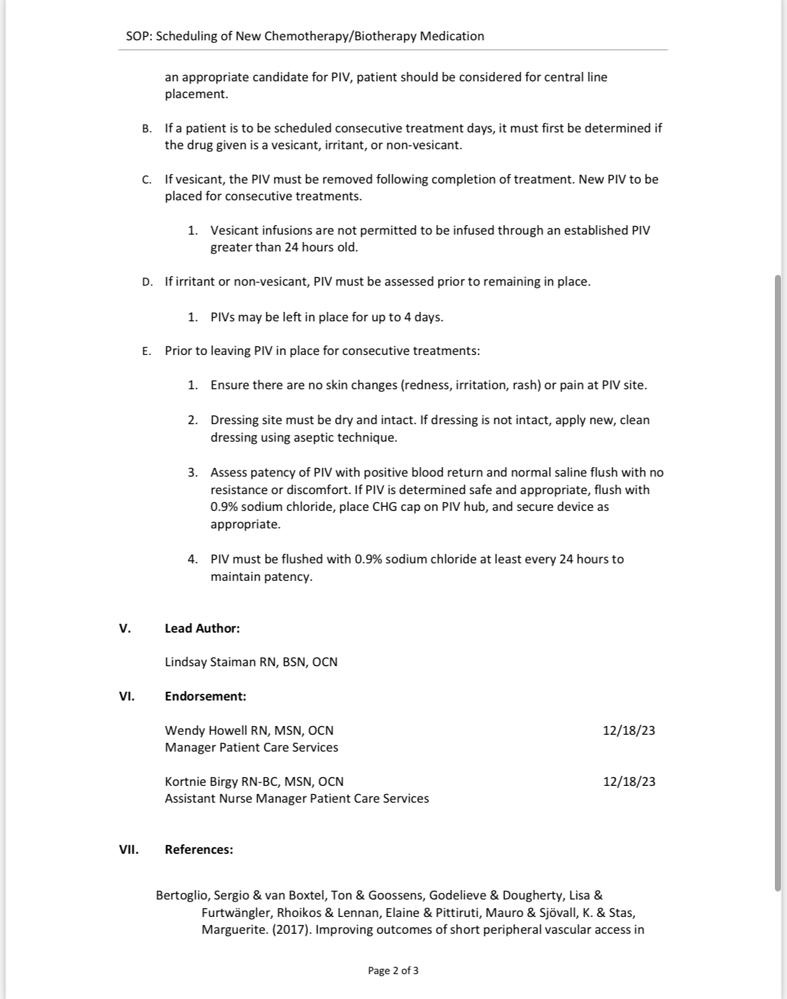 SOP: Scheduling of New Chemotherapy/Biotherapy Medication
an appropriate candidate for PIV, patient should be considered for central line
placement.
B. If a patient is to be scheduled consecutive treatment days, it must first be determined if
the drug given is a vesicant, irritant, or non-vesicant.
C. If vesicant, the PIV must be removed following completion of treatment. New PIV to be
placed for consecutive treatments.
1. Vesicant infusions are not permitted to be infused through an established PIV
greater than 24 hours old.
D. If irritant or non-vesicant, PIV must be assessed prior to remaining in place.
1. PIVs may be left in place for up to 4 days.
E. Prior to leaving PIV in place for consecutive treatments:
1. Ensure there are no skin changes (redness, irritation, rash) or pain at PIV site.
2. Dressing site must be dry and intact. If dressing is not intact, apply new, clean
dressing using aseptic technique.
3. Assess patency of PIV with positive blood return and normal saline flush with no
resistance or discomfort. If PIV is determined safe and appropriate, flush with
0.9% sodium chloride, place CHG cap on PIV hub, and secure device as
appropriate.
4. PIV must be flushed with 0.9% sodium chloride at least every 24 hours to
maintain patency.
V. Lead Author:
Lindsay Staiman RN, BSN, OCN
VI. Endorsement:
Wendy Howell RN, MSN, OCN 12/18/23
Manager Patient Care Services
Kortnie Birgy RN-BC, MSN, OCN 12/18/23
Assistant Nurse Manager Patient Care Services
VII. References:
Bertoglio, Sergio & van Boxtel, Ton & Goossens, Godelieve & Dougherty, Lisa &
Furtwängler, Rhoikos & Lennan, Elaine & Pittiruti, Mauro & Sjövall, K. & Stas,
Marguerite. (2017). Improving outcomes of short peripheral vascular access in
Page 2 of 3